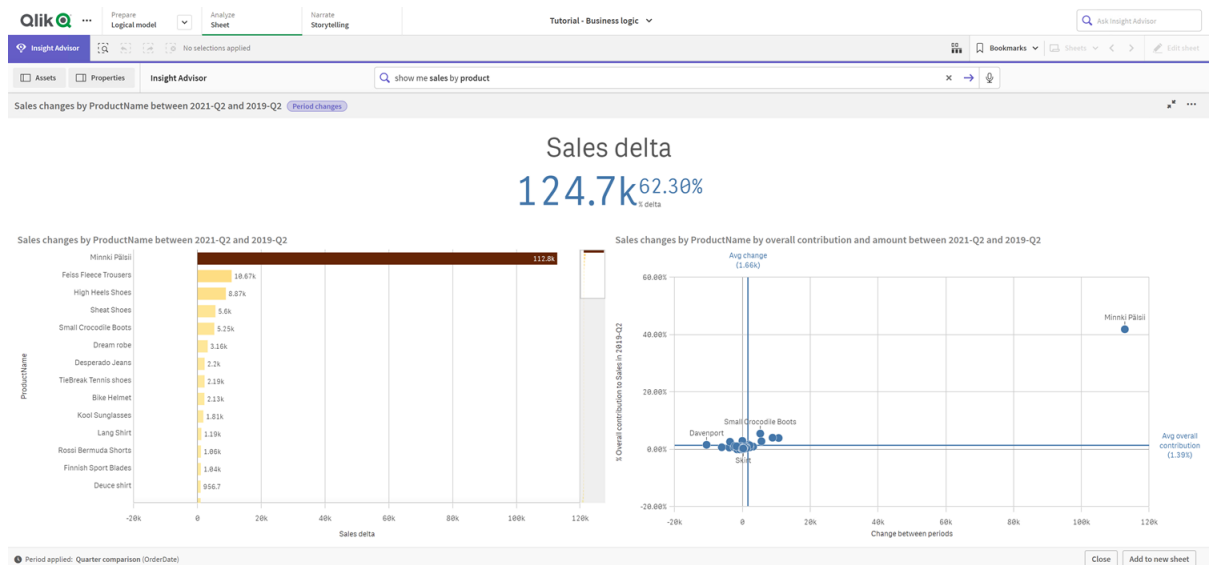 Qlik
Prepare
Logical model
Analyze
Sheet
Narrate
Storytelling
Tutorial - Business logic
Ask Insight Advisor
Insight Advisor
No selections applied
Bookmarks
Sheets
Edit sheet
Assets
Properties
Insight Advisor
show me sales by product
Sales changes by ProductName between 2021-Q2 and 2019-Q2
Period changes
Sales delta
124.7k
62.30%
% delta
Sales changes by ProductName between 2021-Q2 and 2019-Q2
ProductName
Minnki Pälsii 112.8k
Feiss Fleece Trousers 10.67k
High Heels Shoes 8.87k
Sheat Shoes 5.6k
Small Crocodile Boots 5.25k
Dream robe 3.16k
Desperado Jeans 2.2k
TieBreak Tennis shoes 2.19k
Bike Helmet 2.13k
Kool Sunglasses 1.81k
Lang Shirt 1.19k
Rossi Bermuda Shorts 1.06k
Finnish Sport Blades 1.04k
Deuce shirt 956.7
-20k 0 20k 40k 60k 80k 100k 120k
Sales delta
Sales changes by ProductName by overall contribution and amount between 2021-Q2 and 2019-Q2
Avg change
(1.66k)
% Overall contribution to Sales in 2019-Q2
60.00%
Minnki Pälsii
40.00%
20.00%
Small Crocodile Boots
Davenport
Avg overall
contribution
(1.39%)
0.00%
Skirt
-20.00%
-20k 0 20k 40k 60k 80k 100k 120k
Change between periods
Period applied: Quarter comparison (OrderDate)
Close
Add to new sheet